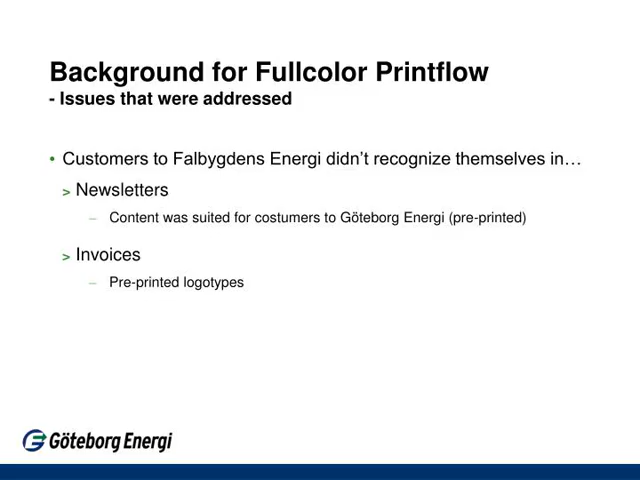 Background for Fullcolor Printflow
- Issues that were addressed
• Customers to Falbygdens Energi didn’t recognize themselves in…
> Newsletters
– Content was suited for costumers to Göteborg Energi (pre-printed)
> Invoices
– Pre-printed logotypes
Göteborg Energi